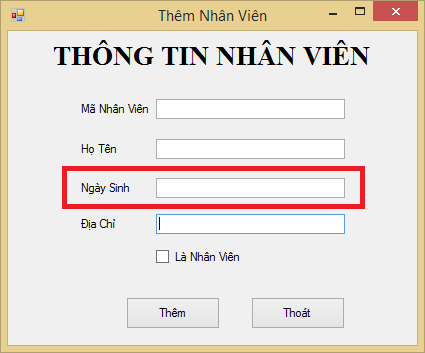 Thêm Nhân Viên
THÔNG TIN NHÂN VIÊN
Mã Nhân Viên
Họ Tên
Ngày Sinh
Địa Chỉ
Là Nhân Viên
Thêm Thoát